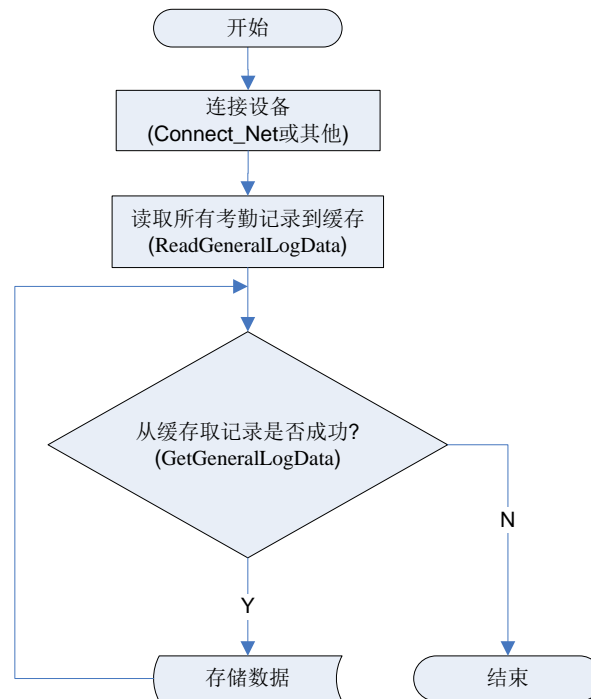 开始
连接设备
(Connect_Net或其他)
读取所有考勤记录到缓存
(ReadGeneralLogData)
从缓存取记录是否成功?
(GetGeneralLogData)
N
Y
存储数据
结束